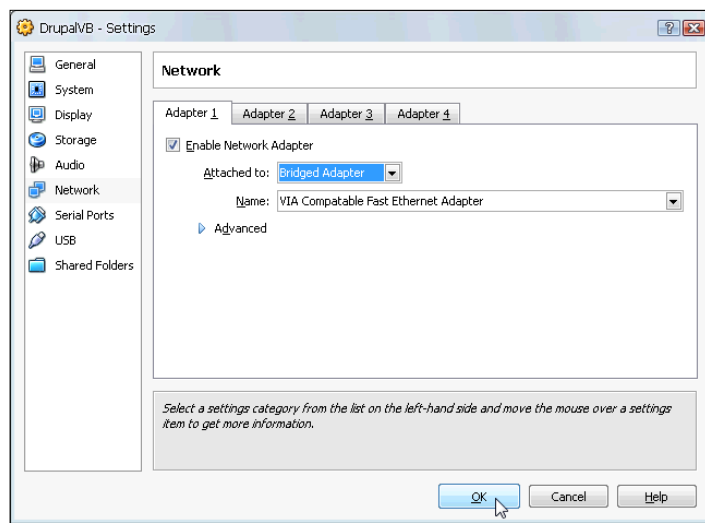 DrupalVB - Settings
General
System
Display
Storage
Audio
Network
Serial Ports
USB
Shared Folders
Network
Adapter 1 Adapter 2 Adapter 3 Adapter 4
Enable Network Adapter
Attached to: Bridged Adapter
Name: VIA Compatable Fast Ethernet Adapter
Advanced
Select a settings category from the list on the left-hand side and move the mouse over a settings
item to get more information.
OK Cancel Help